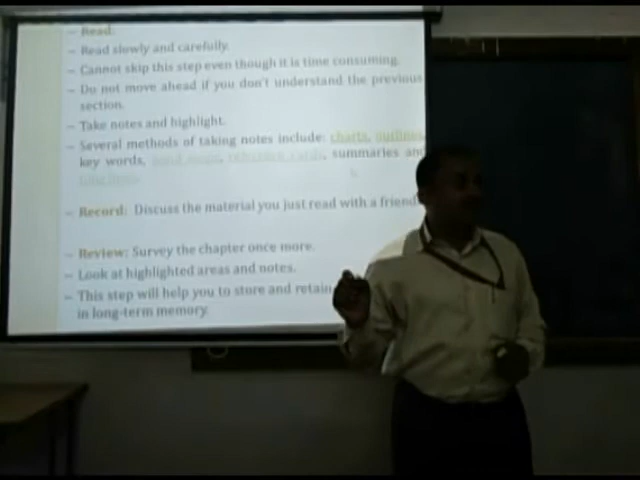 – Read:
– Read slowly and carefully.
– Cannot skip this step even though it is time consuming.
– Do not move ahead if you don't understand the previous
section.
– Take notes and highlight.
– Several methods of taking notes include: charts, outlines,
key words, mind maps, reference cards, summaries and
– Record: Discuss the material you just read with a friend
– Review: Survey the chapter once more.
– Look at highlighted areas and notes.
– This step will help you to store and retain
in long-term memory